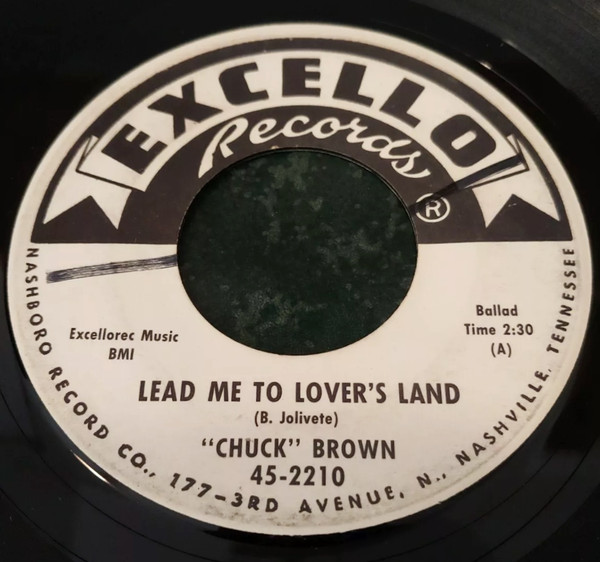 EXCELLO
Records
®
Excellorec Music
BMI
Ballad
Time 2:30
(A)
LEAD ME TO LOVER'S LAND
(B. Jolivete)
"CHUCK" BROWN
45-2210
NASHBORO RECORD CO., 177-3RD AVENUE, N., NASHVILLE, TENNESSEE